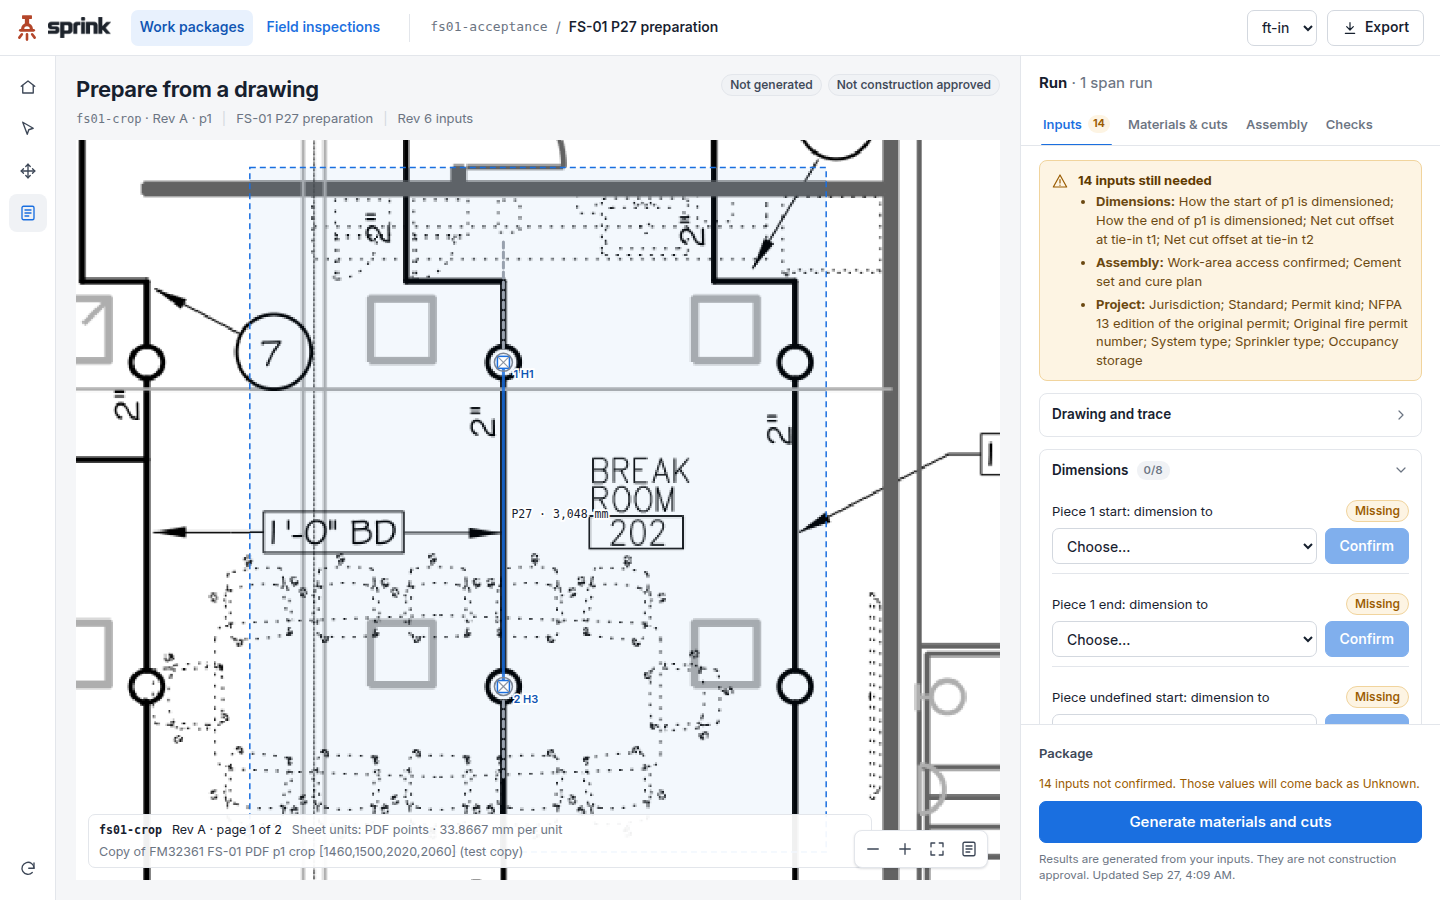 sprink
Work packages
Field inspections
fs01-acceptance / FS-01 P27 preparation
ft-in
Export
Prepare from a drawing
Not generated
Not construction approved
fs01-crop · Rev A · p1
FS-01 P27 preparation
Rev 6 inputs
2"
2"
7
1 H1
2"
2"
2"
BREAK
ROOM
202
P27 · 3,048 mm
1'-0" BD
1
2 H3
fs01-crop Rev A · page 1 of 2 Sheet units: PDF points · 33.8667 mm per unit
Copy of FM32361 FS-01 PDF p1 crop [1460,1500,2020,2060] (test copy)
Run · 1 span run
Inputs 14
Materials & cuts
Assembly
Checks
14 inputs still needed
• Dimensions: How the start of p1 is dimensioned;
How the end of p1 is dimensioned; Net cut offset
at tie-in t1; Net cut offset at tie-in t2
• Assembly: Work-area access confirmed; Cement
set and cure plan
• Project: Jurisdiction; Standard; Permit kind; NFPA
13 edition of the original permit; Original fire permit
number; System type; Sprinkler type; Occupancy
storage
Drawing and trace
Dimensions 0/8
Piece 1 start: dimension to
Missing
Choose...
Confirm
Piece 1 end: dimension to
Missing
Choose...
Confirm
Piece undefined start: dimension to
Missing
Package
14 inputs not confirmed. Those values will come back as Unknown.
Generate materials and cuts
Results are generated from your inputs. They are not construction
approval. Updated Sep 27, 4:09 AM.